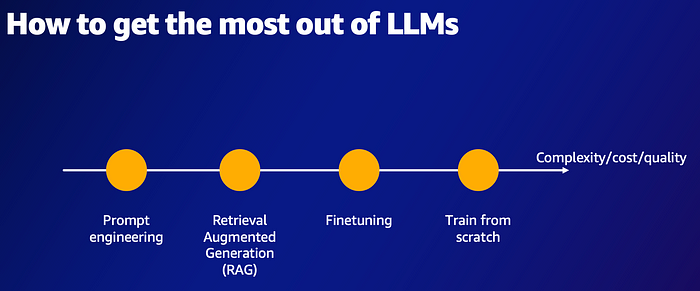 How to get the most out of LLMs
Complexity/cost/quality
Prompt
engineering
Retrieval
Augmented
Generation
(RAG)
Finetuning
Train from
scratch